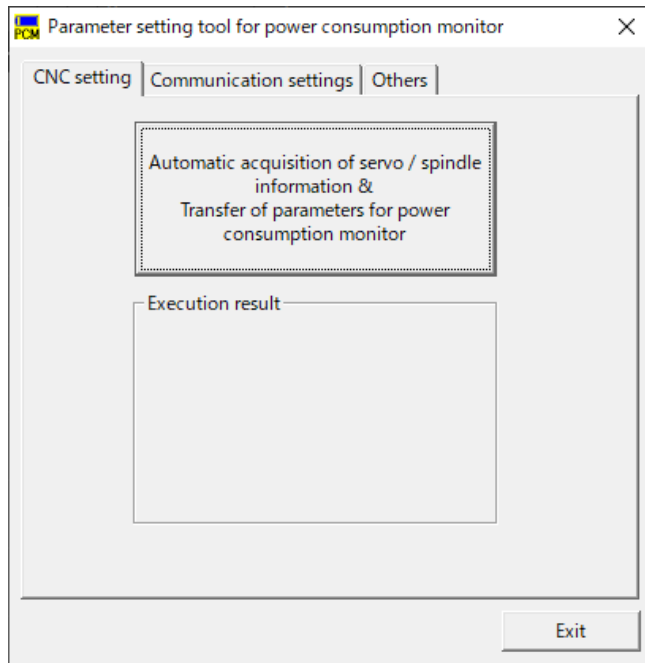 PCM
Parameter setting tool for power consumption monitor
CNC setting
Communication settings
Others
Automatic acquisition of servo / spindle
information &
Transfer of parameters for power
consumption monitor
Execution result
Exit